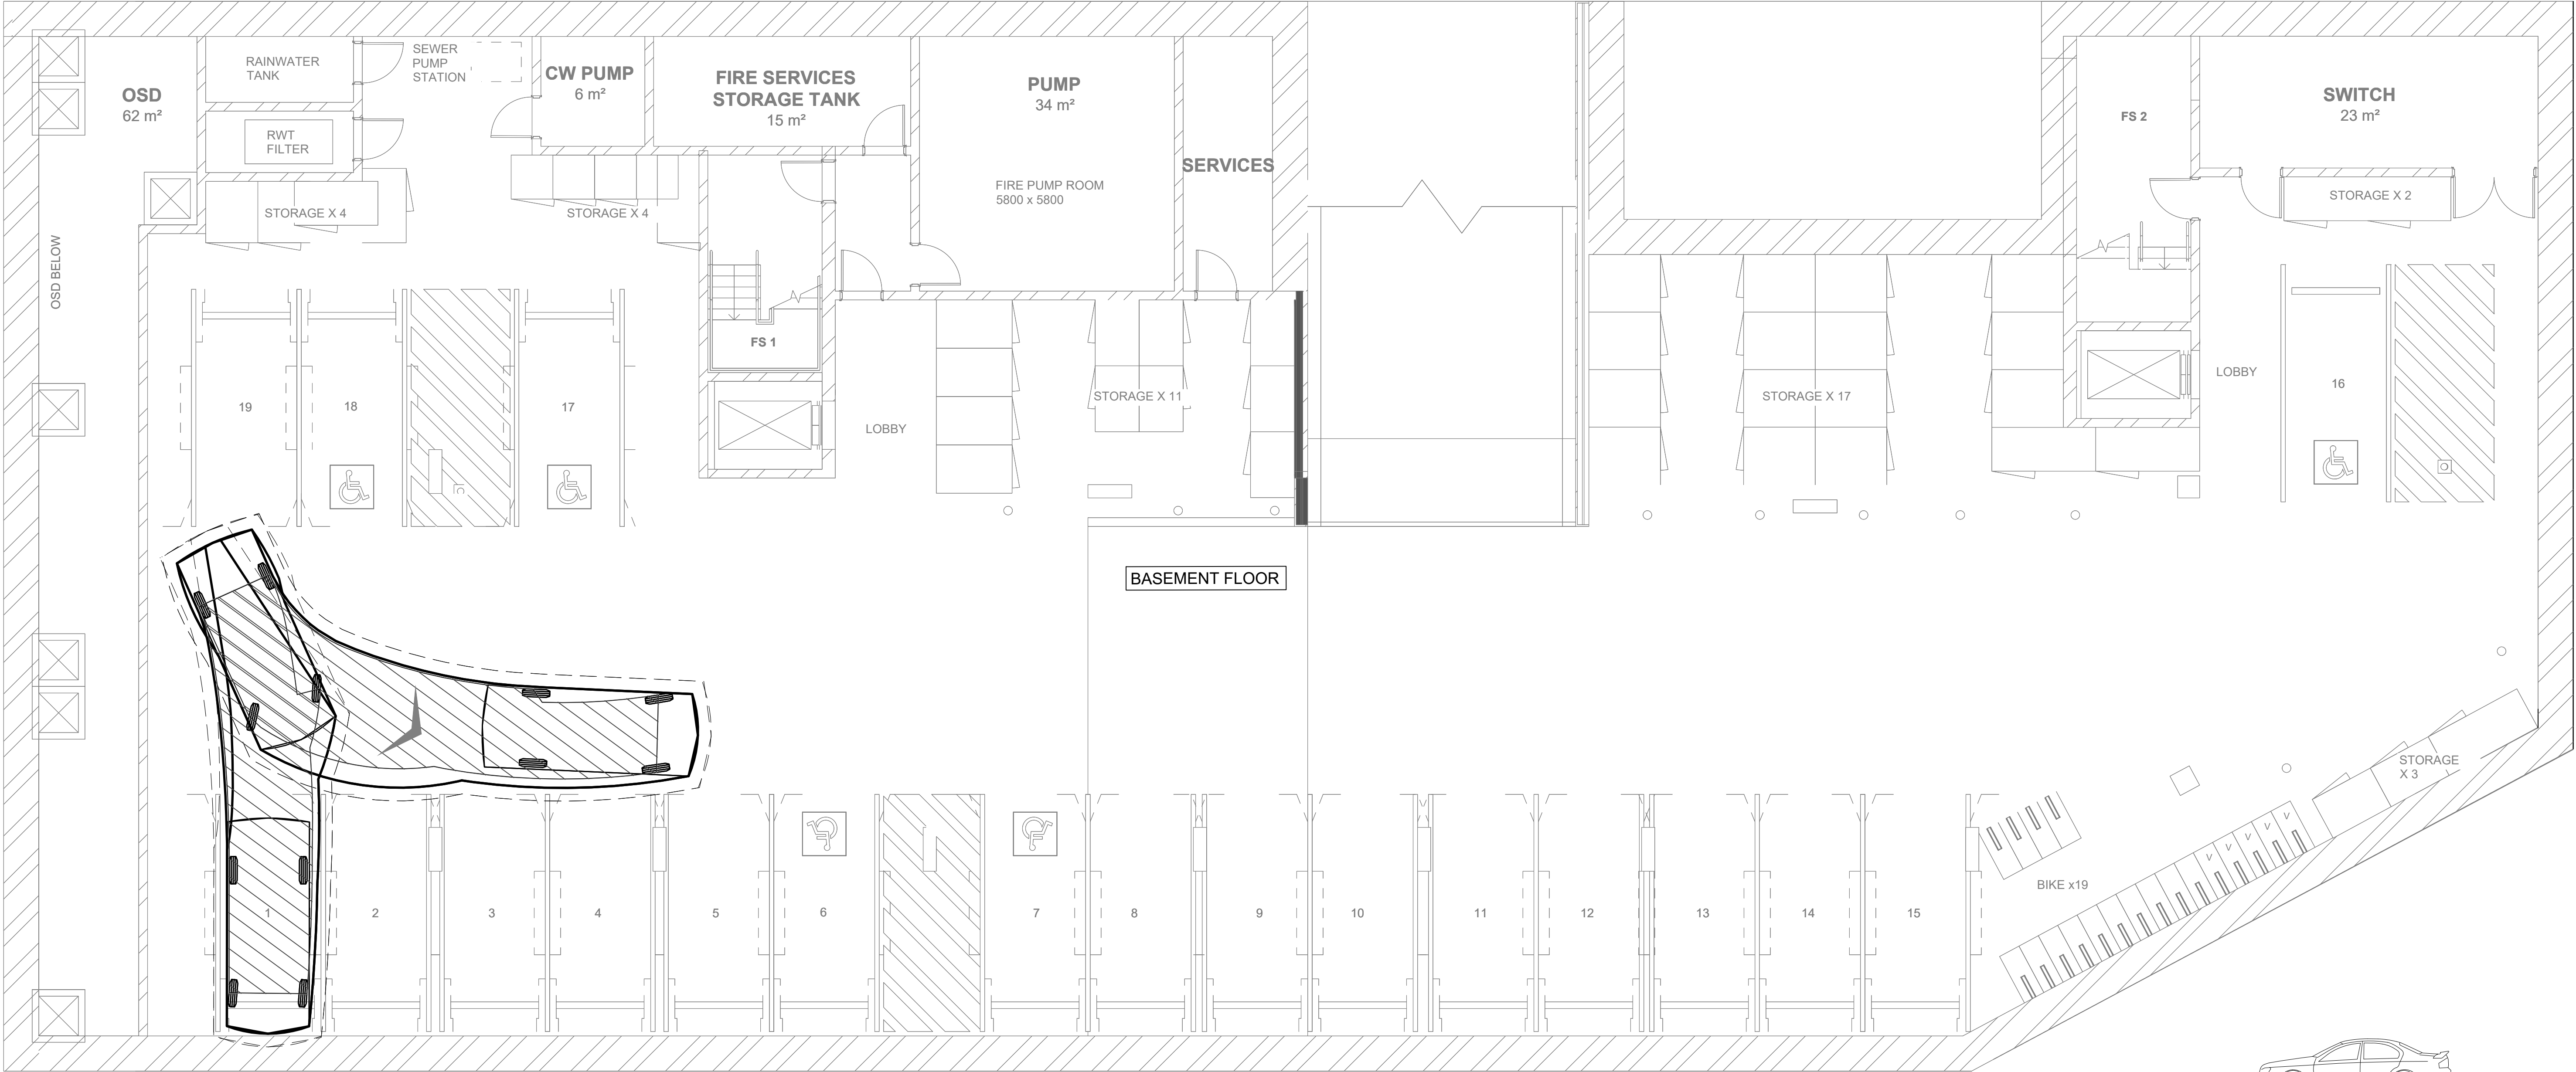 RAINWATER
TANK
SEWER
PUMP
STATION
CW PUMP
6 m²
FIRE SERVICES
STORAGE TANK
15 m²
PUMP
34 m²
OSD
62 m²
RWT
FILTER
SERVICES
FS 2
SWITCH
23 m²
FIRE PUMP ROOM
5800 x 5800
STORAGE X 4
STORAGE X 4
STORAGE X 2
OSD BELOW
FS 1
19
18
17
LOBBY
STORAGE X 11
STORAGE X 17
LOBBY
16
BASEMENT FLOOR
STORAGE
X 3
BIKE x19
1
2
3
4
5
6
7
8
9
10
11
12
13
14
15